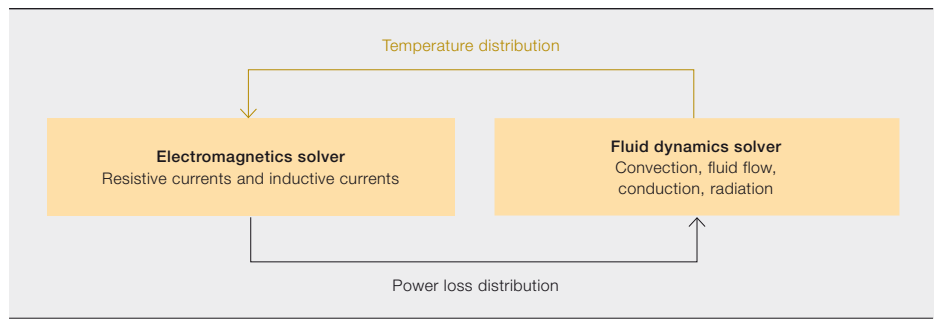 Temperature distribution
Electromagnetics solver
Resistive currents and inductive currents
Fluid dynamics solver
Convection, fluid flow,
conduction, radiation
Power loss distribution